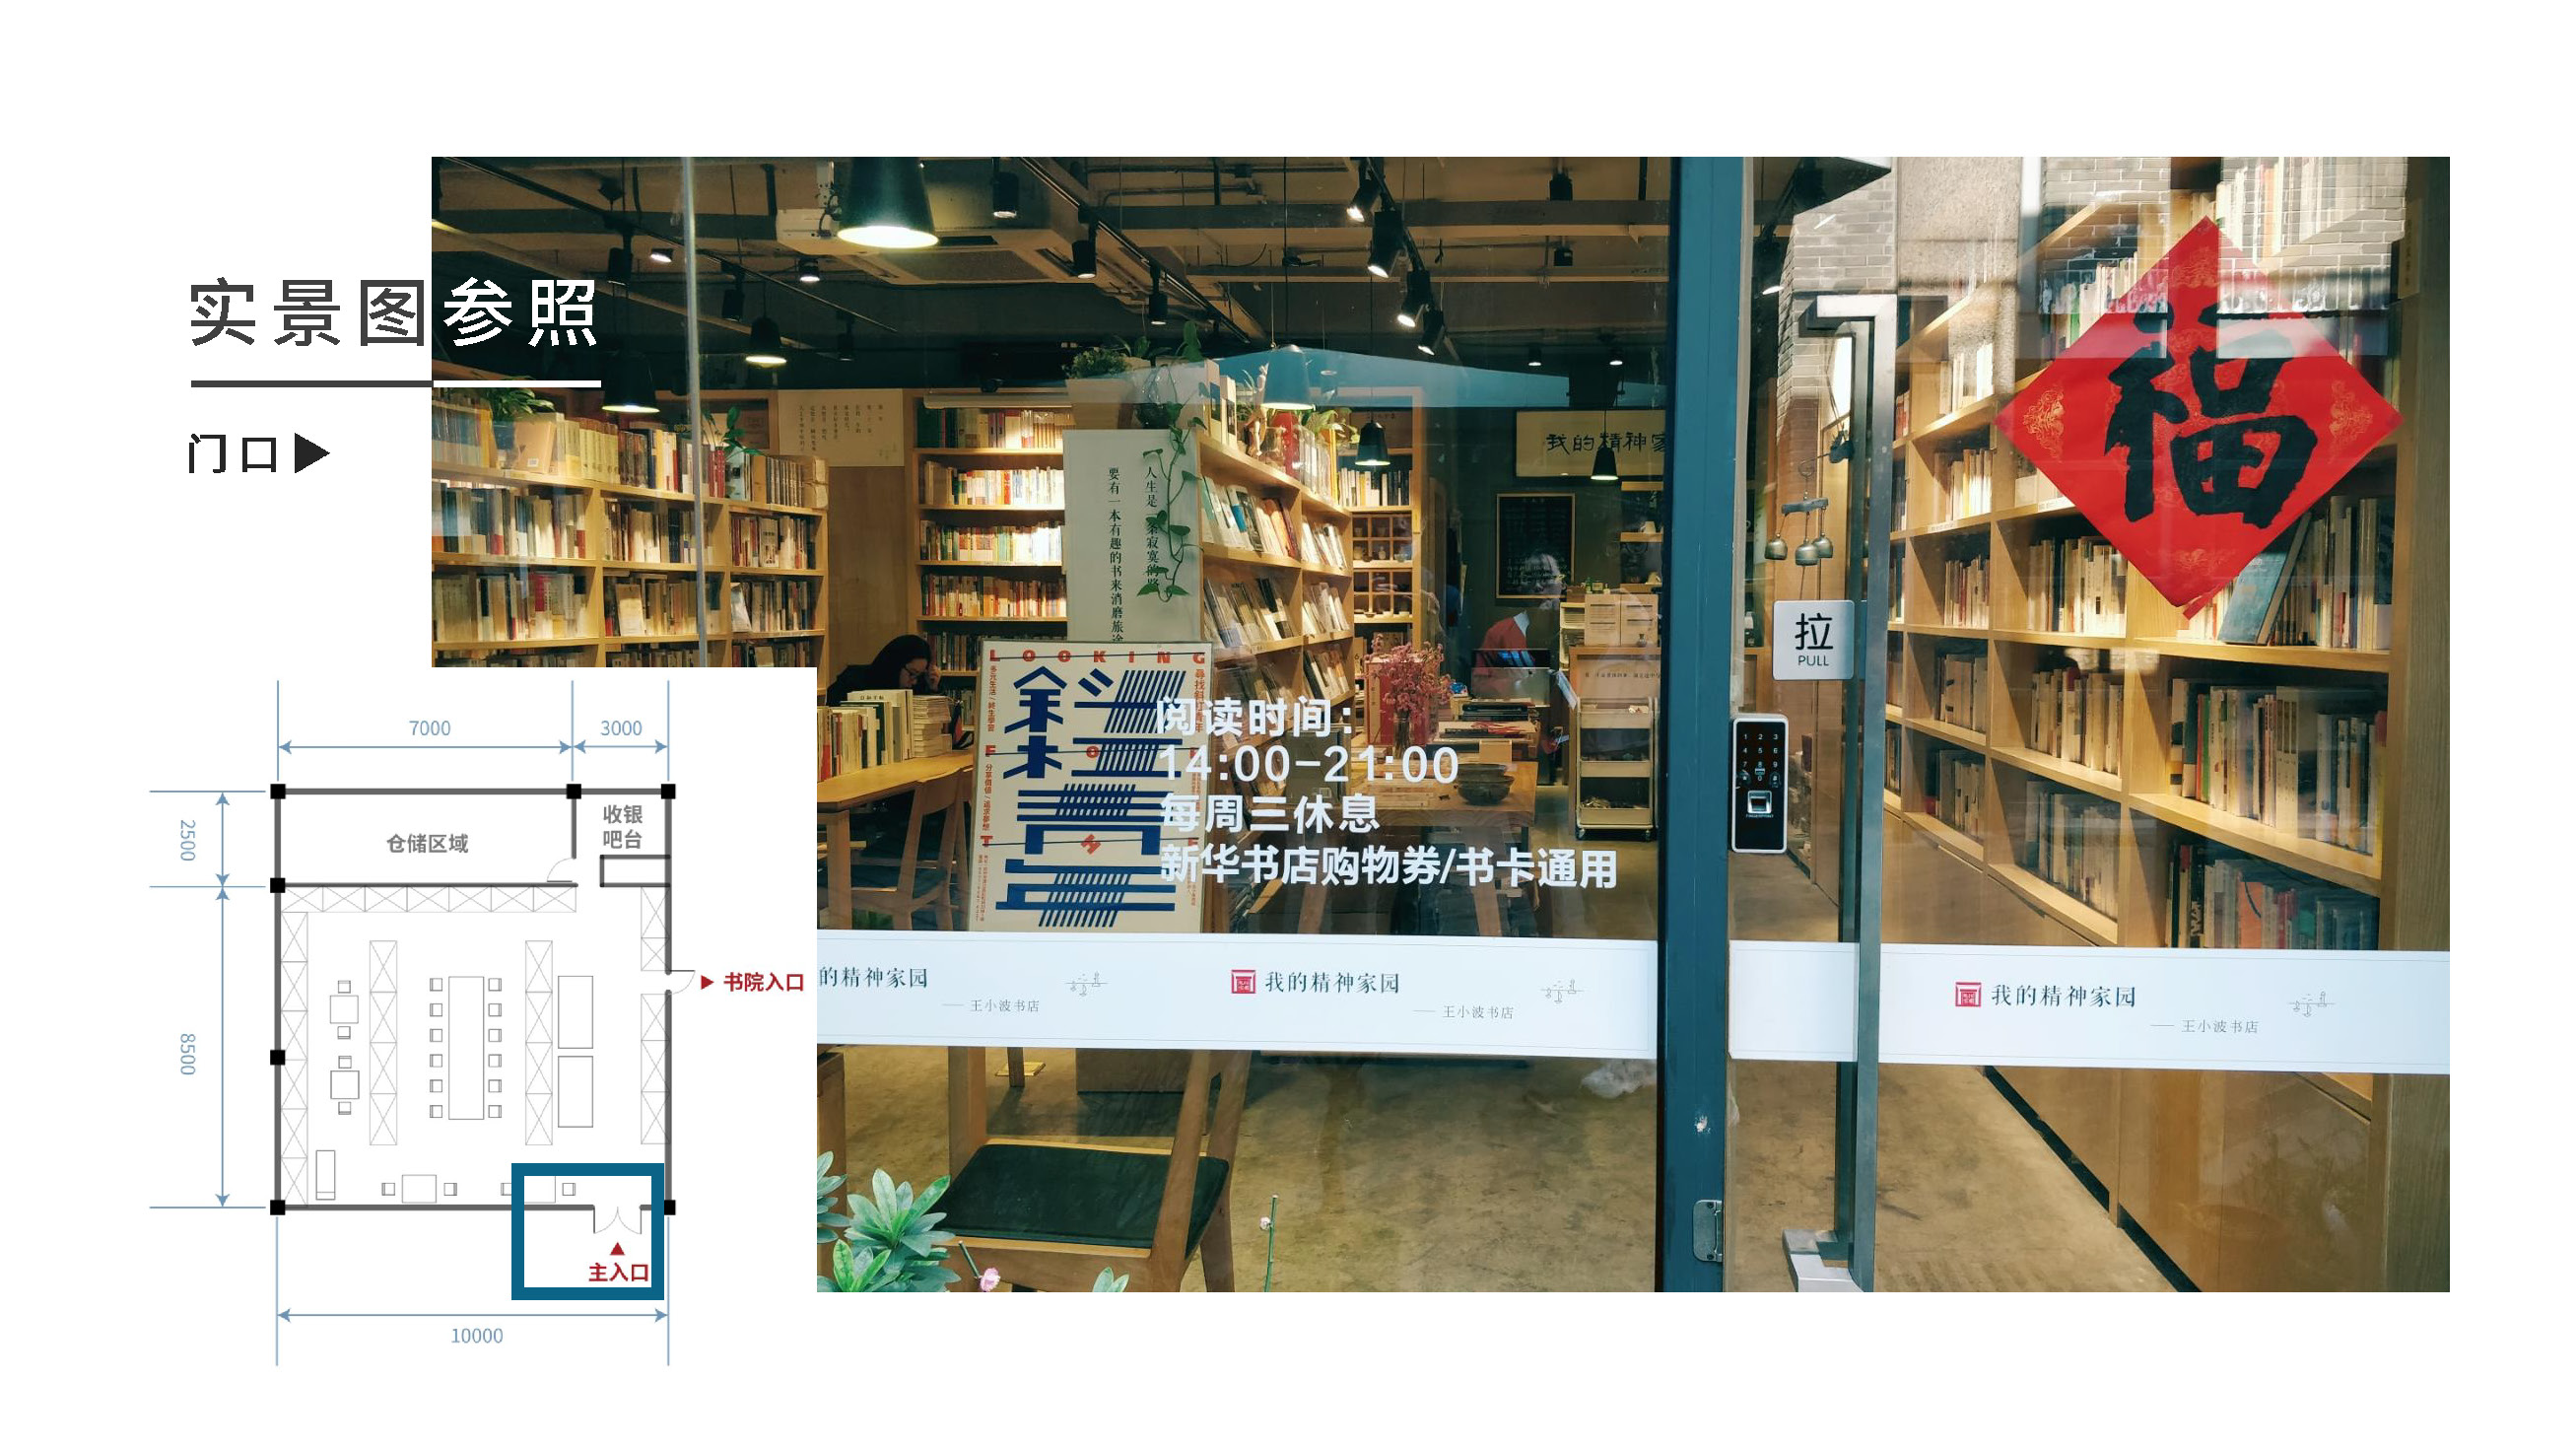 实景图参照
门口▶
我的精神家
人生是一条寂寞的路
要有一本有趣的书来消磨旅途
拉
PULL
LOOKING
阅读时间：
14:00-21:00
每周三休息
新华书店购物券/书卡通用
的精神家园
—— 王小波书店
我的精神家园
—— 王小波书店
我的精神家园
—— 王小波书店
福
7000
3000
2500
仓储区域
收银
吧台
8500
▶ 书院入口
▲
主入口
10000